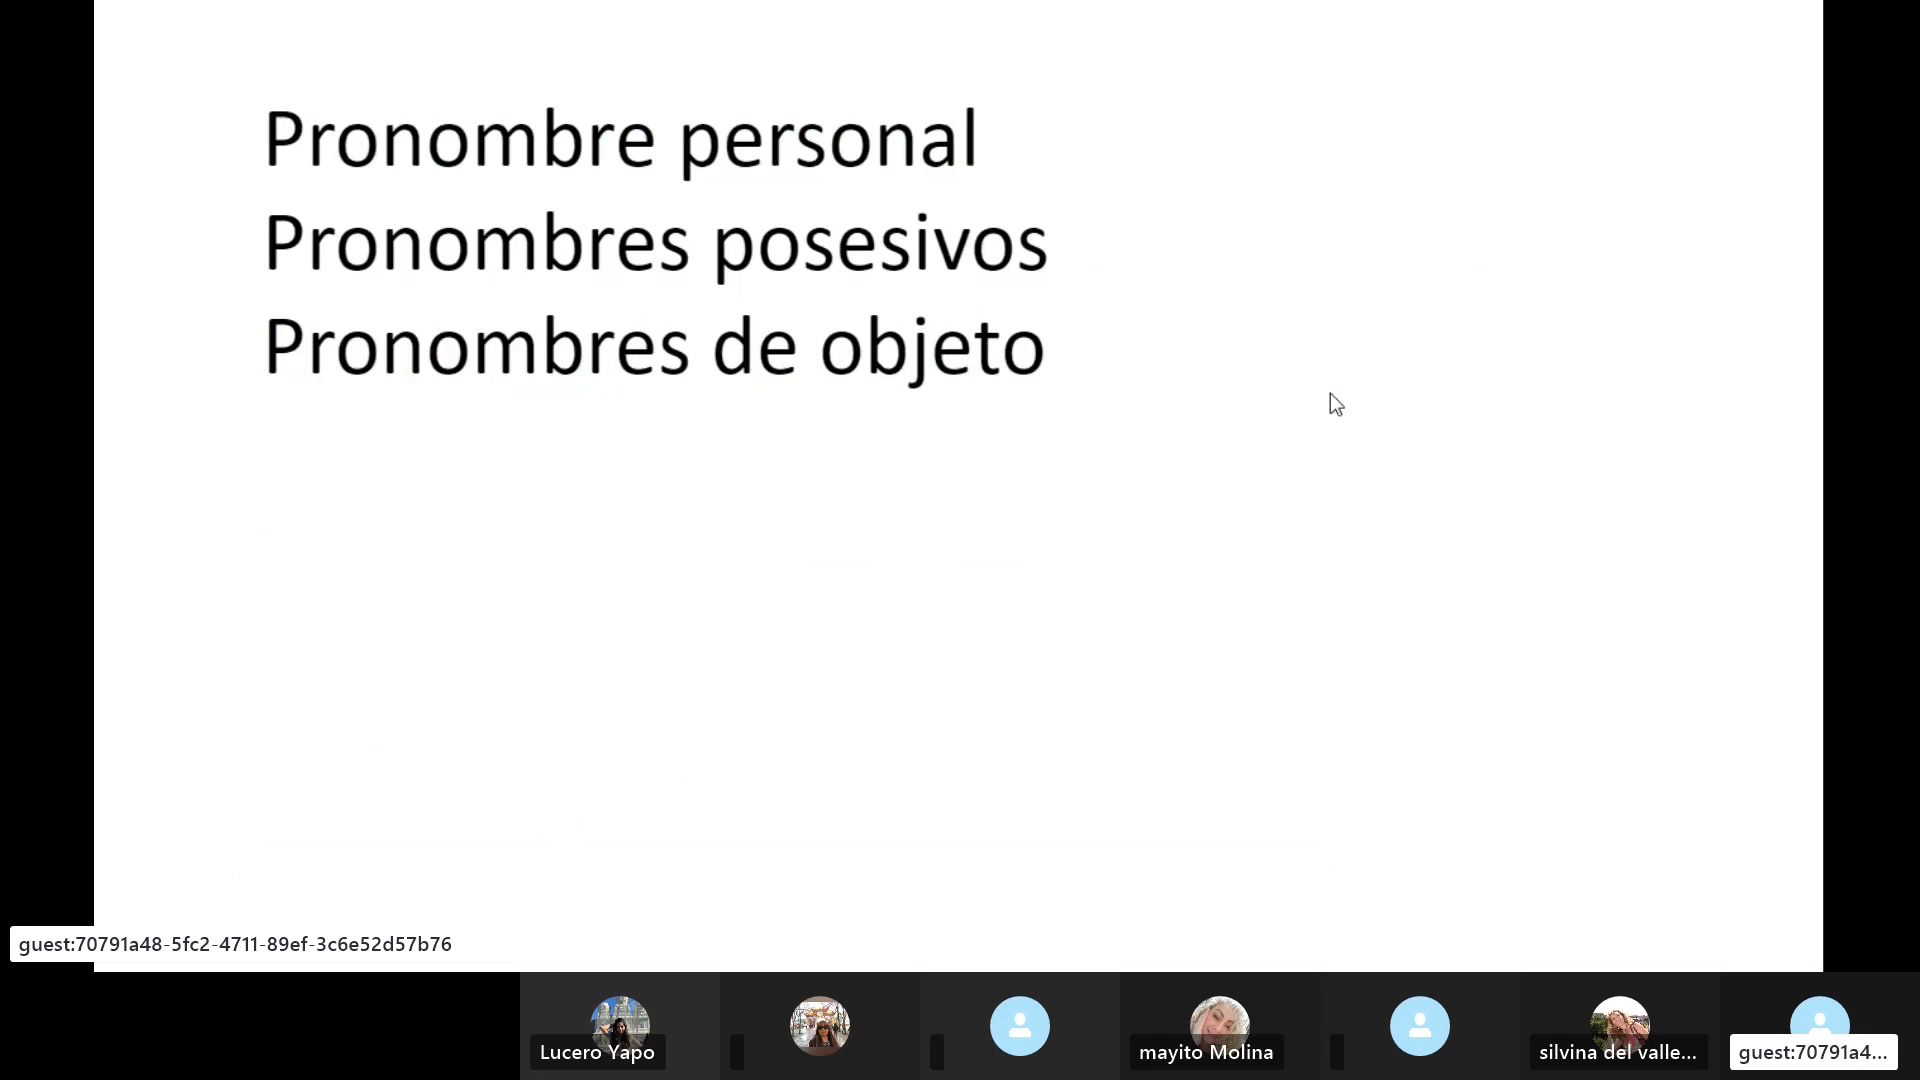 Pronombre personal
Pronombres posesivos
Pronombres de objeto
guest:70791a48-5fc2-4711-89ef-3c6e52d57b76
Lucero Yapo
mayito Molina
silvina del valle...
guest:70791a4...